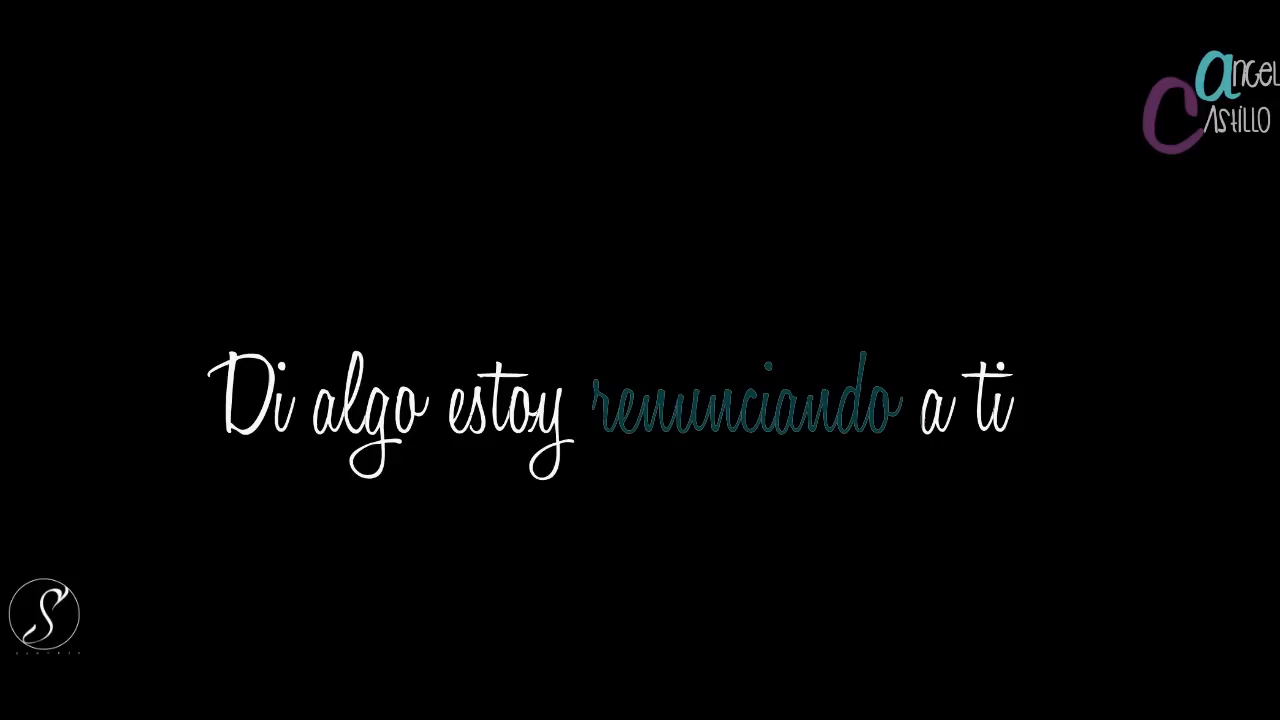 Angel
Castillo
Di algo estoy renunciando a ti
S